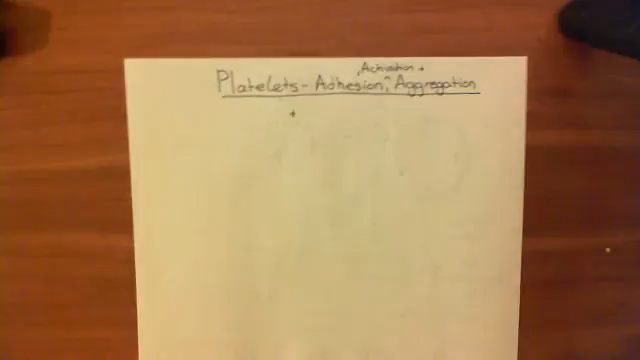 , Activation +
Platelets - Adhesion, ^ Aggregation
+